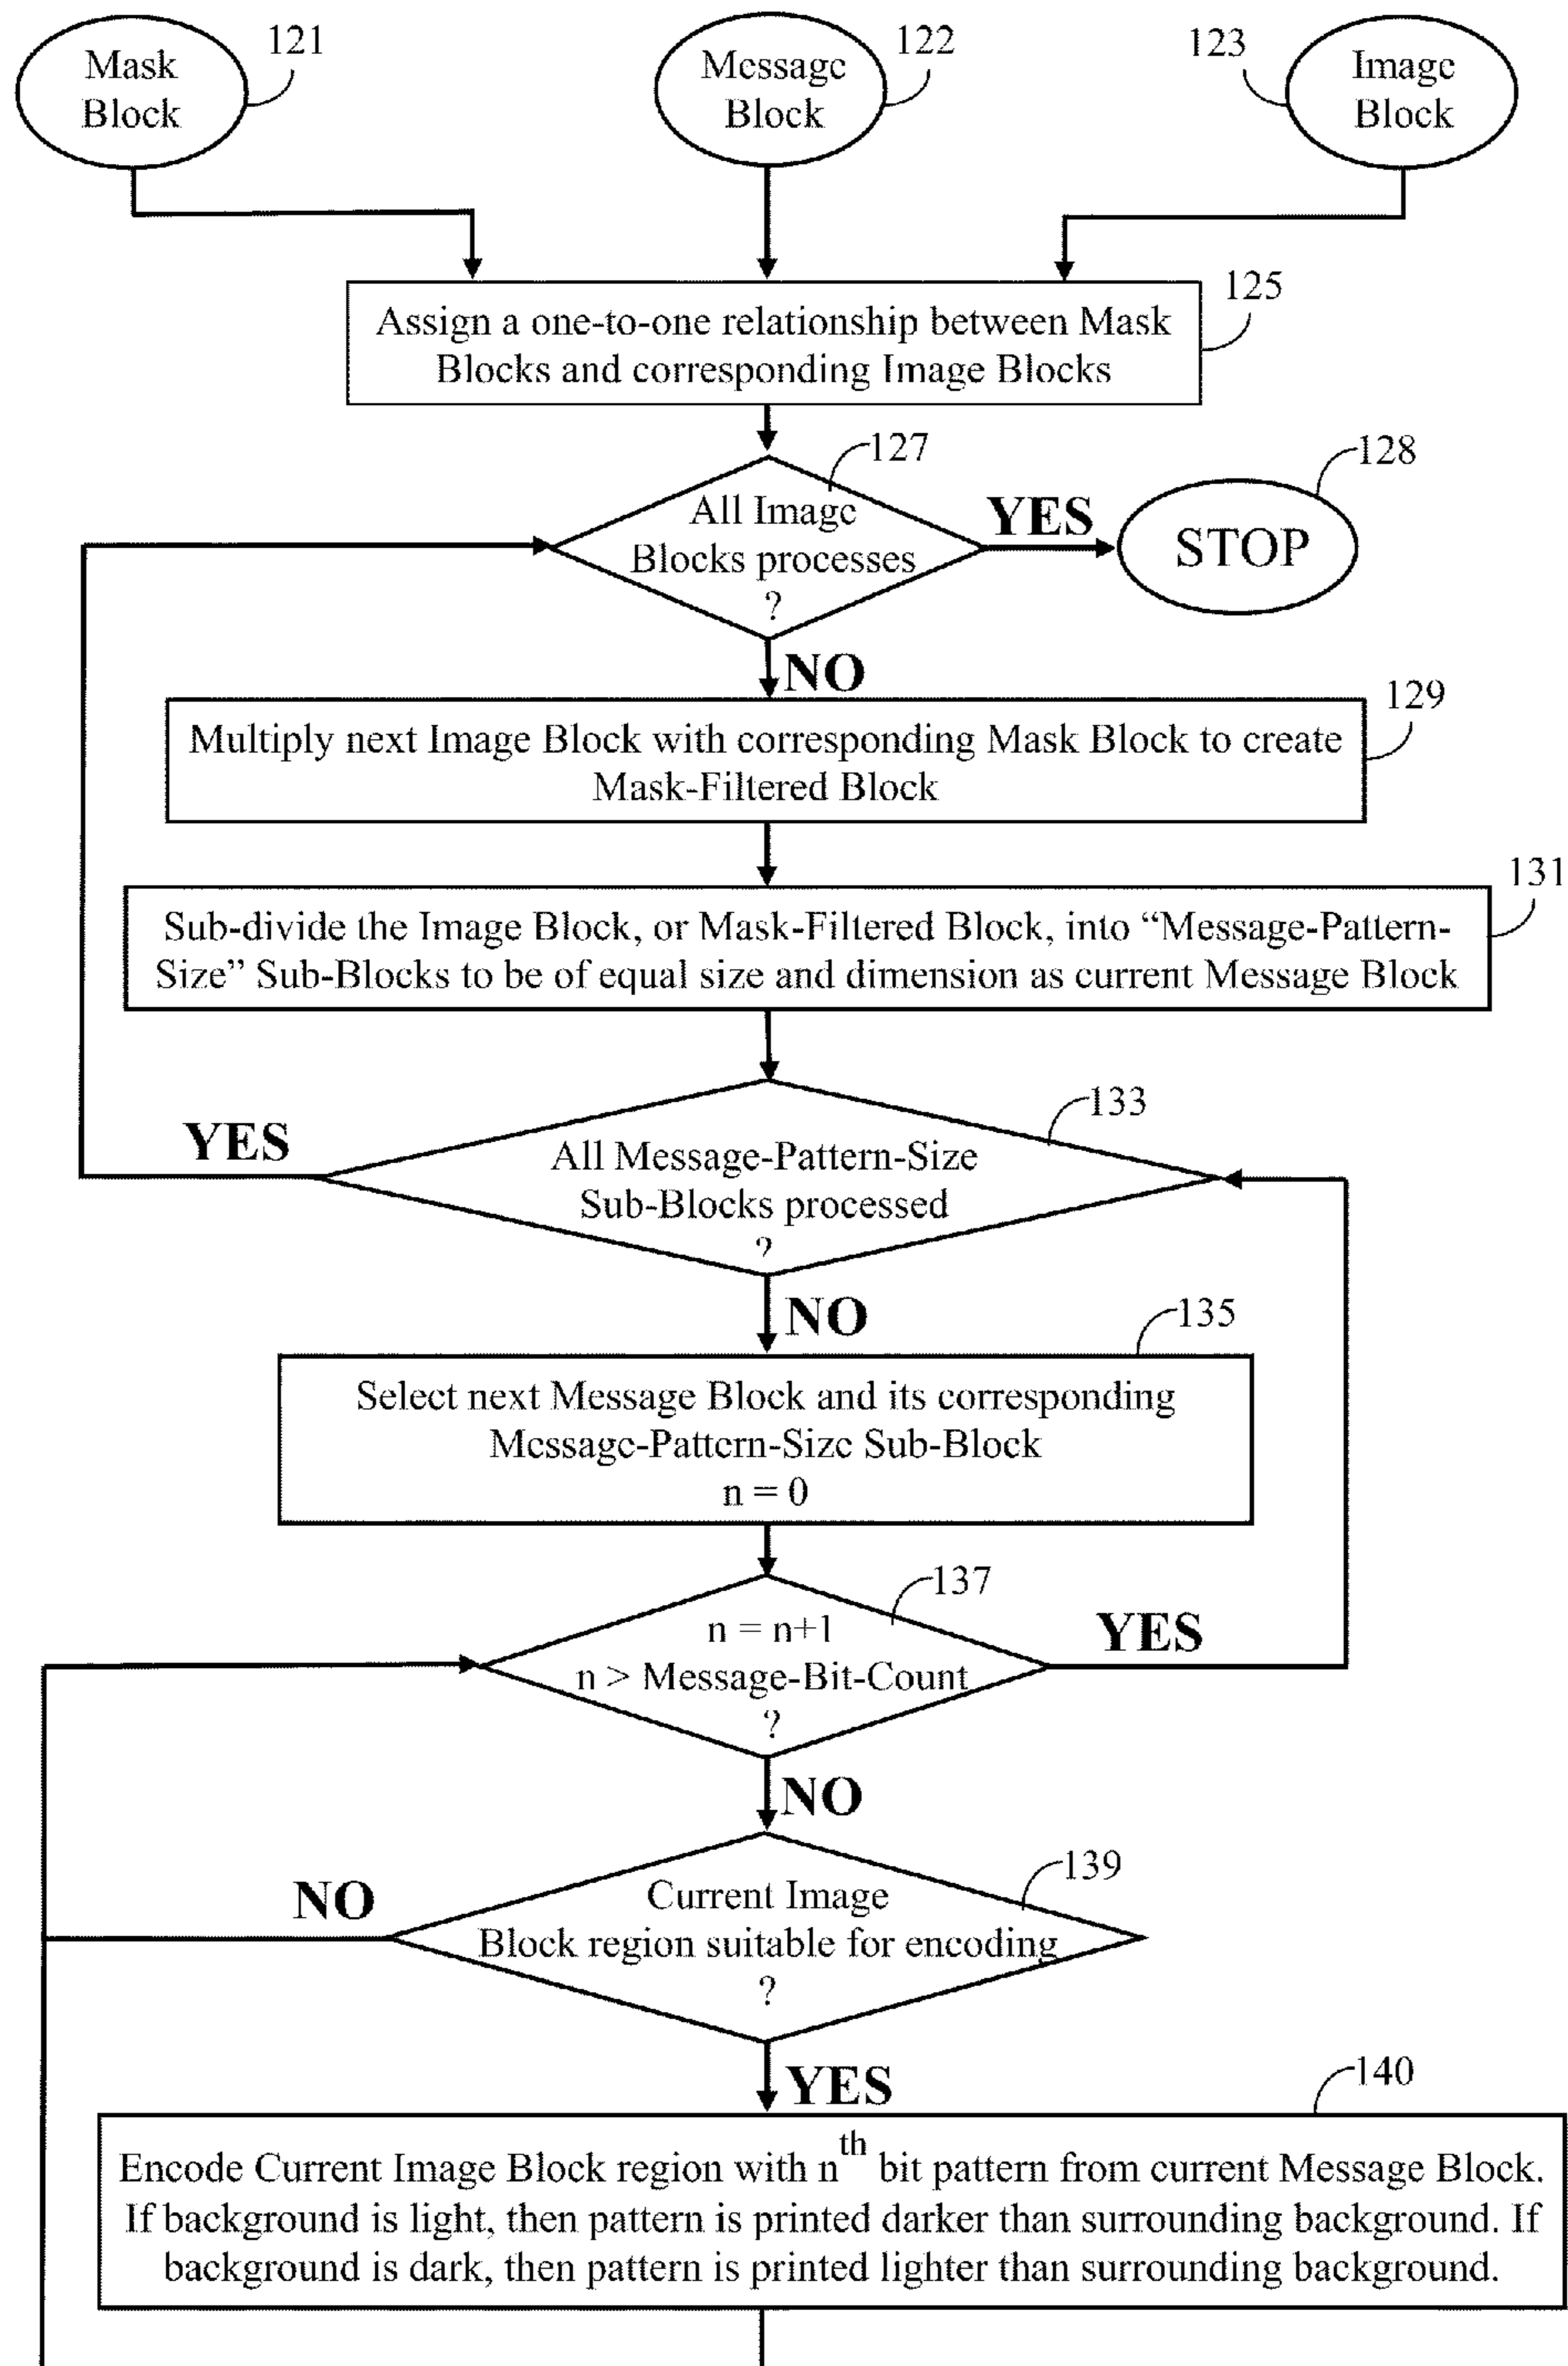 121
122
123
Mask
Block
Message
Block
Image
Block
125
Assign a one-to-one relationship between Mask
Blocks and corresponding Image Blocks
127
128
All Image
Blocks processes
?
YES
STOP
NO
129
Multiply next Image Block with corresponding Mask Block to create
Mask-Filtered Block
131
Sub-divide the Image Block, or Mask-Filtered Block, into “Message-Pattern-
Size” Sub-Blocks to be of equal size and dimension as current Message Block
133
YES
All Message-Pattern-Size
Sub-Blocks processed
?
NO
135
Select next Message Block and its corresponding
Message-Pattern-Size Sub-Block
n = 0
137
n = n+1
n > Message-Bit-Count
?
YES
NO
139
NO
Current Image
Block region suitable for encoding
?
YES
140
Encode Current Image Block region with nth bit pattern from current Message Block.
If background is light, then pattern is printed darker than surrounding background. If
background is dark, then pattern is printed lighter than surrounding background.